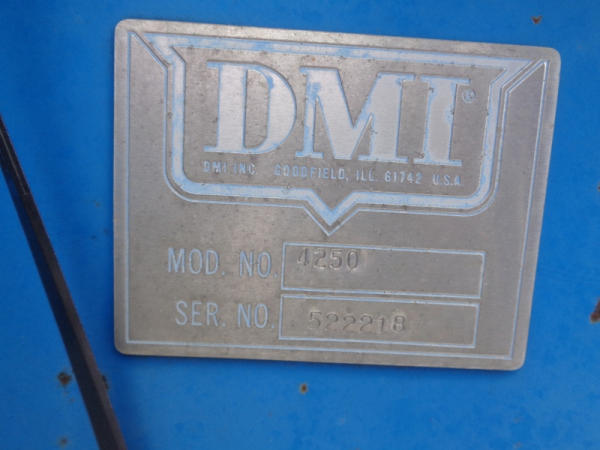 DMI®
DMI INC. GOODFIELD, ILL. 61742 U.S.A.
MOD. NO. 4250
SER. NO. 522218